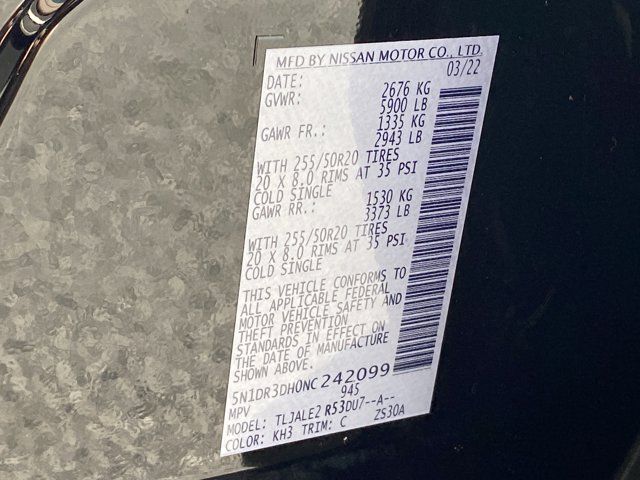 MFD BY NISSAN MOTOR CO., LTD.
DATE: 03/22
GVWR: 2676 KG
5900 LB
GAWR FR.: 1335 KG
2943 LB
WITH 255/50R20 TIRES
20 X 8.0 RIMS AT 35 PSI
COLD SINGLE
GAWR RR.: 1530 KG
3373 LB
WITH 255/50R20 TIRES
20 X 8.0 RIMS AT 35 PSI
COLD SINGLE
THIS VEHICLE CONFORMS TO
ALL APPLICABLE FEDERAL
MOTOR VEHICLE SAFETY AND
THEFT PREVENTION
STANDARDS IN EFFECT ON
THE DATE OF MANUFACTURE
SHOWN ABOVE.
5N1DR3DH0NC242099
MPV 945
MODEL: TLJALE2 R53DU7--A--
COLOR: KH3 TRIM: C ZS30A